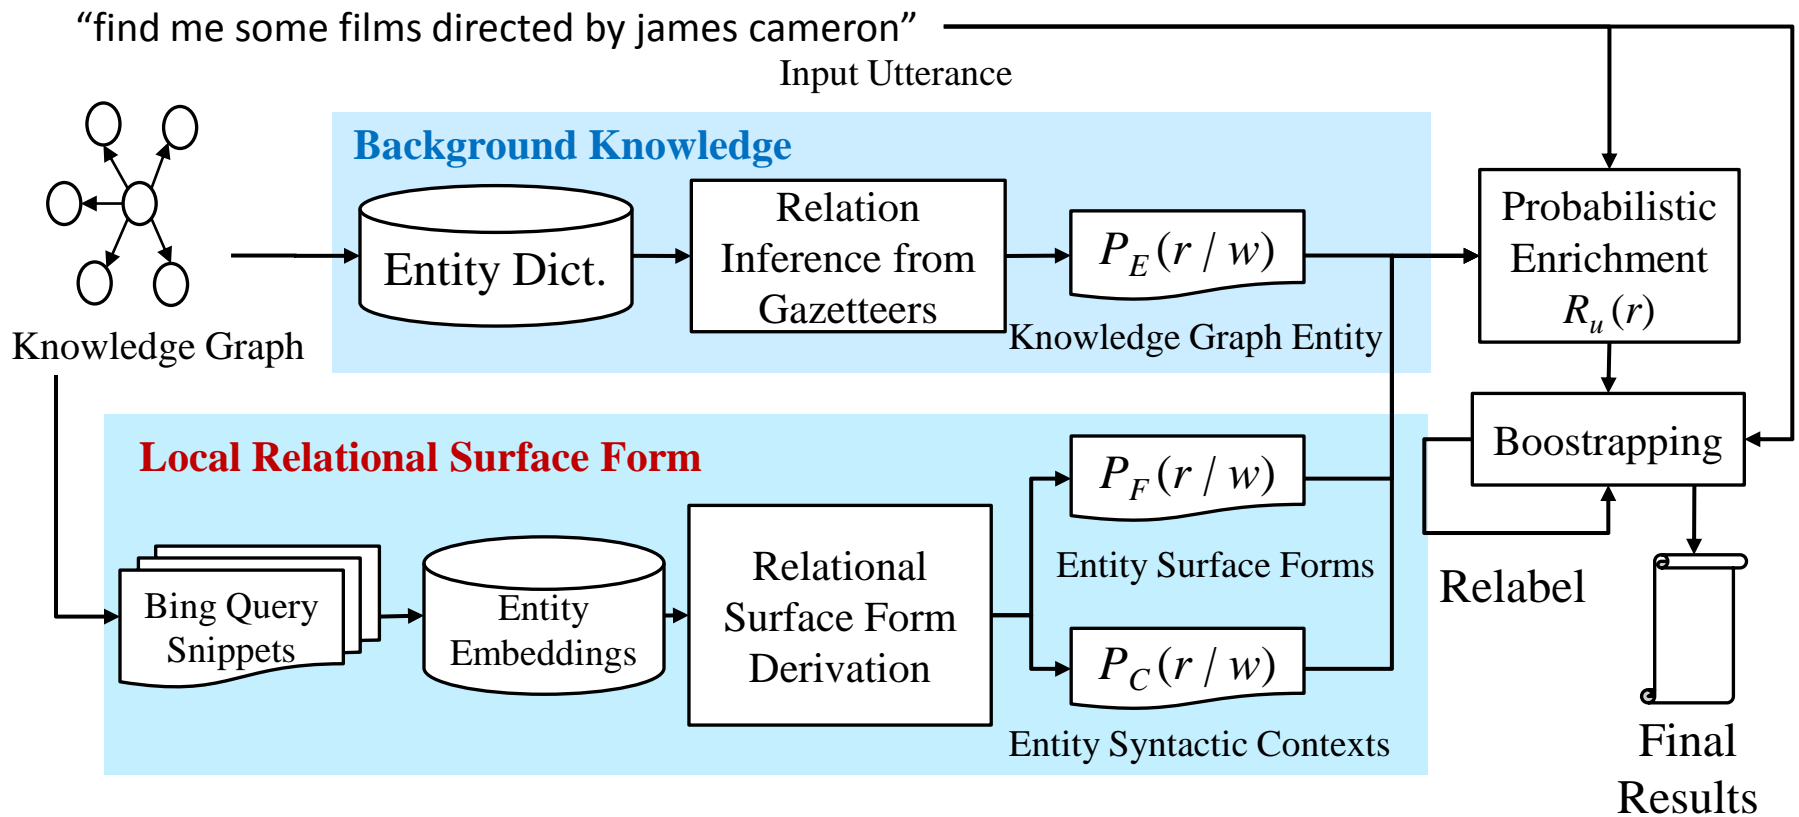 “find me some films directed by james cameron”
Input Utterance
Background Knowledge
Entity Dict.
Relation
Inference from
Gazetteers
P_E(r / w)
Knowledge Graph Entity
Probabilistic
Enrichment
R_u(r)
Knowledge Graph
Local Relational Surface Form
Bing Query
Snippets
Entity
Embeddings
Relational
Surface Form
Derivation
P_F(r / w)
Entity Surface Forms
P_C(r / w)
Entity Syntactic Contexts
Boostrapping
Relabel
Final
Results